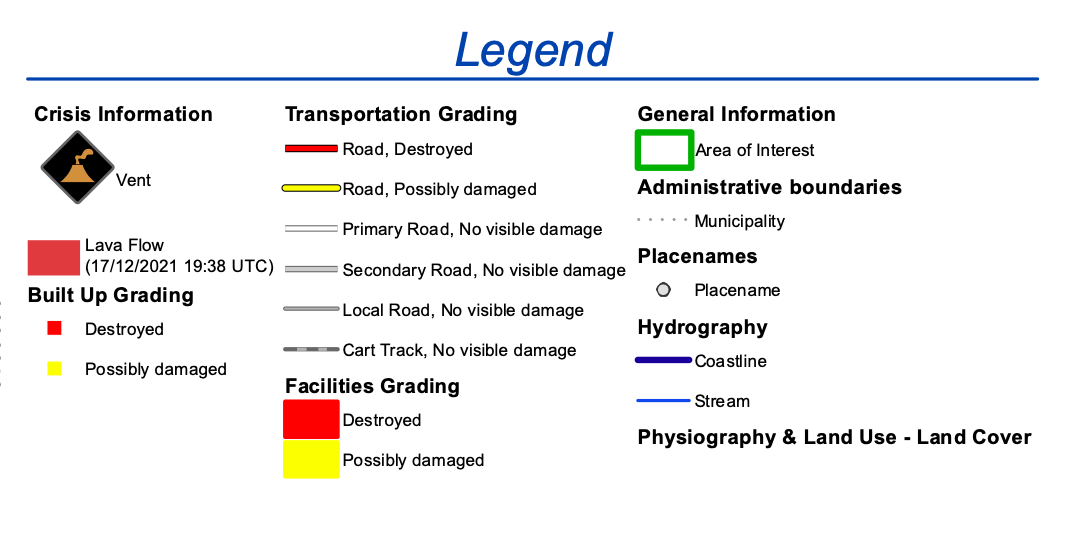 Legend
Crisis Information
Vent
Lava Flow
(17/12/2021 19:38 UTC)
Built Up Grading
Destroyed
Possibly damaged
Transportation Grading
Road, Destroyed
Road, Possibly damaged
Primary Road, No visible damage
Secondary Road, No visible damage
Local Road, No visible damage
Cart Track, No visible damage
Facilities Grading
Destroyed
Possibly damaged
General Information
Area of Interest
Administrative boundaries
Municipality
Placenames
Placename
Hydrography
Coastline
Stream
Physiography & Land Use - Land Cover